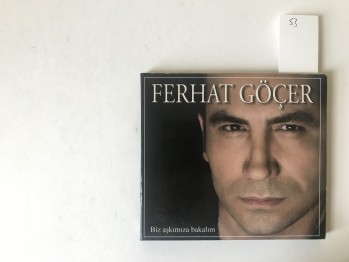 53
FERHAT GÖÇER
Biz aşkımıza bakalım